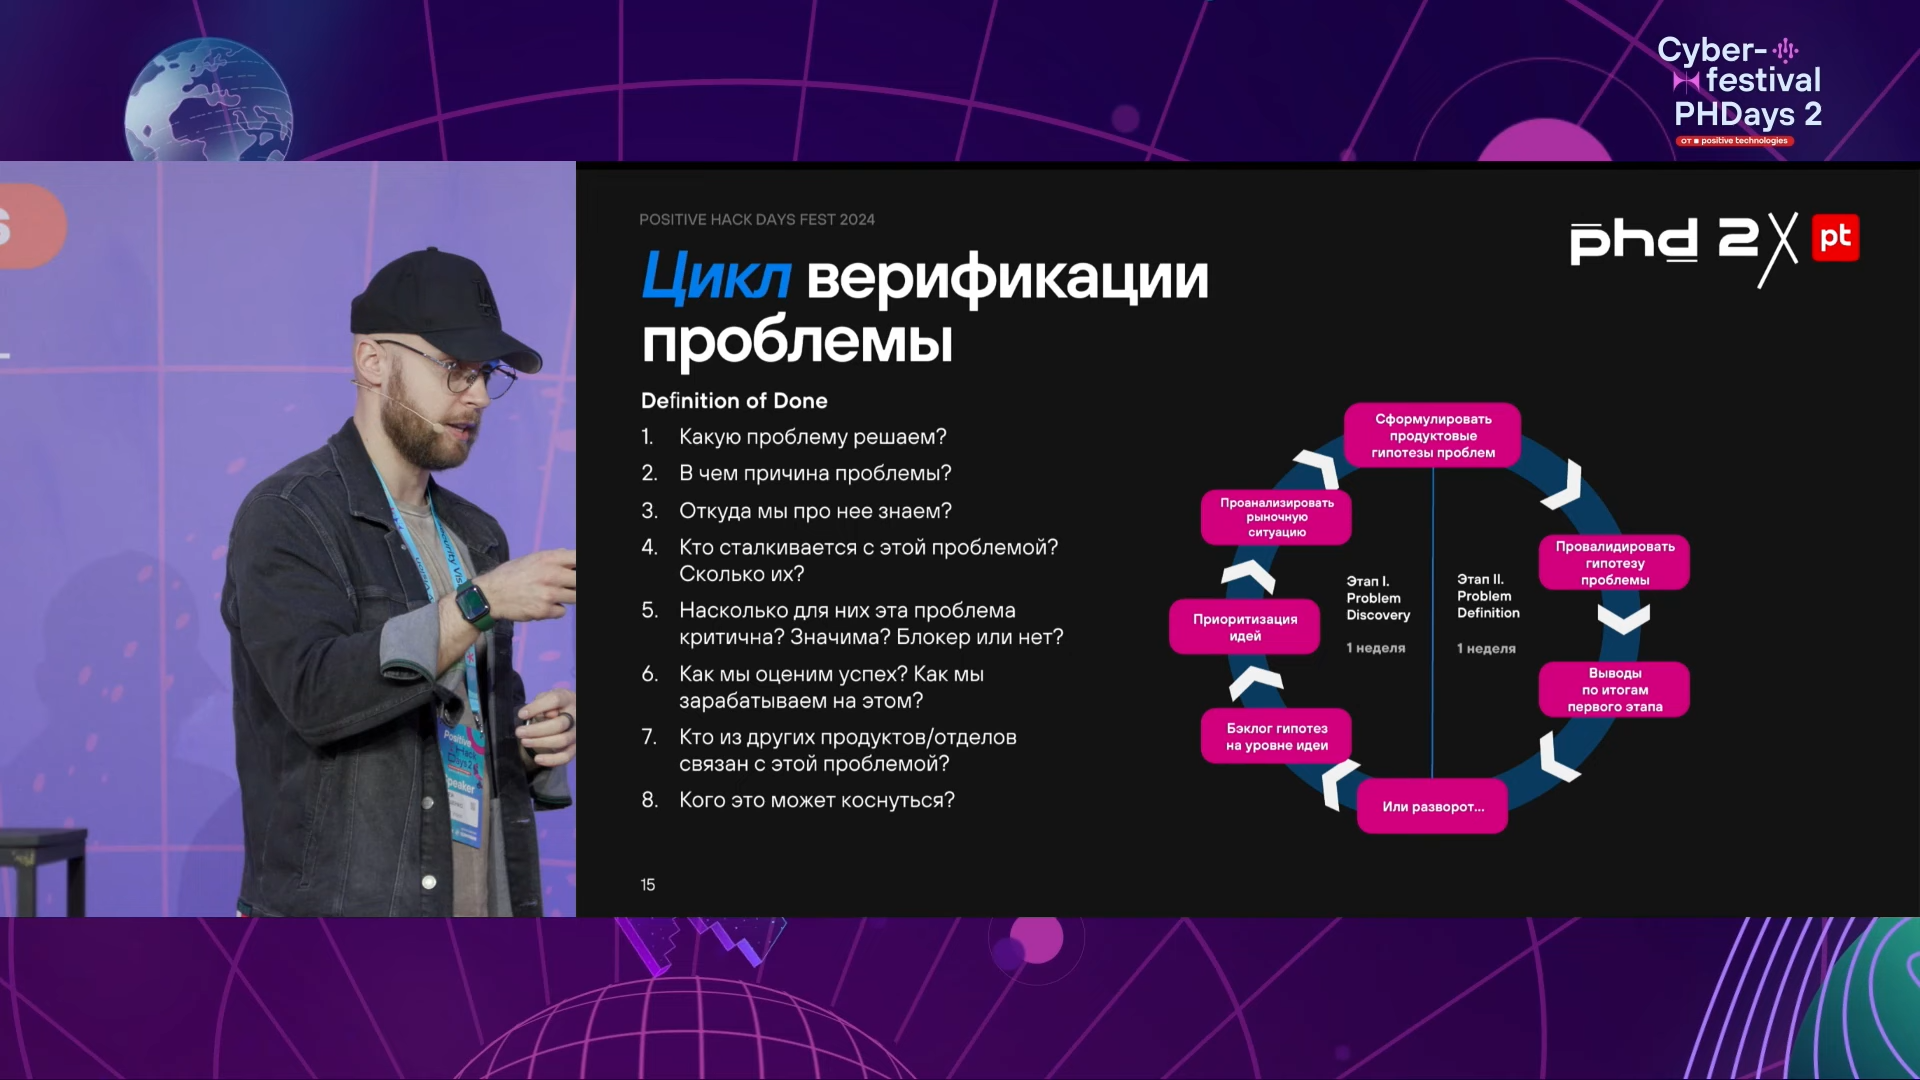 Cyber-
festival
PHDays 2
от positive technologies
POSITIVE HACK DAYS FEST 2024
phd 2
pt
Цикл верификации
проблемы
Definition of Done
1. Какую проблему решаем?
2. В чем причина проблемы?
3. Откуда мы про нее знаем?
4. Кто сталкивается с этой проблемой?
Сколько их?
5. Насколько для них эта проблема
критична? Значима? Блокер или нет?
6. Как мы оценим успех? Как мы
зарабатываем на этом?
7. Кто из других продуктов/отделов
связан с этой проблемой?
8. Кого это может коснуться?
15
Сформулировать
продуктовые
гипотезы проблем
Провалидировать
гипотезу
проблемы
Выводы
по итогам
первого этапа
Или разворот...
Бэклог гипотез
на уровне идеи
Приоритизация
идей
Проанализировать
рыночную
ситуацию
Этап I.
Problem
Discovery
1 неделя
Этап II.
Problem
Definition
1 неделя
Positive
Hack
Days 2